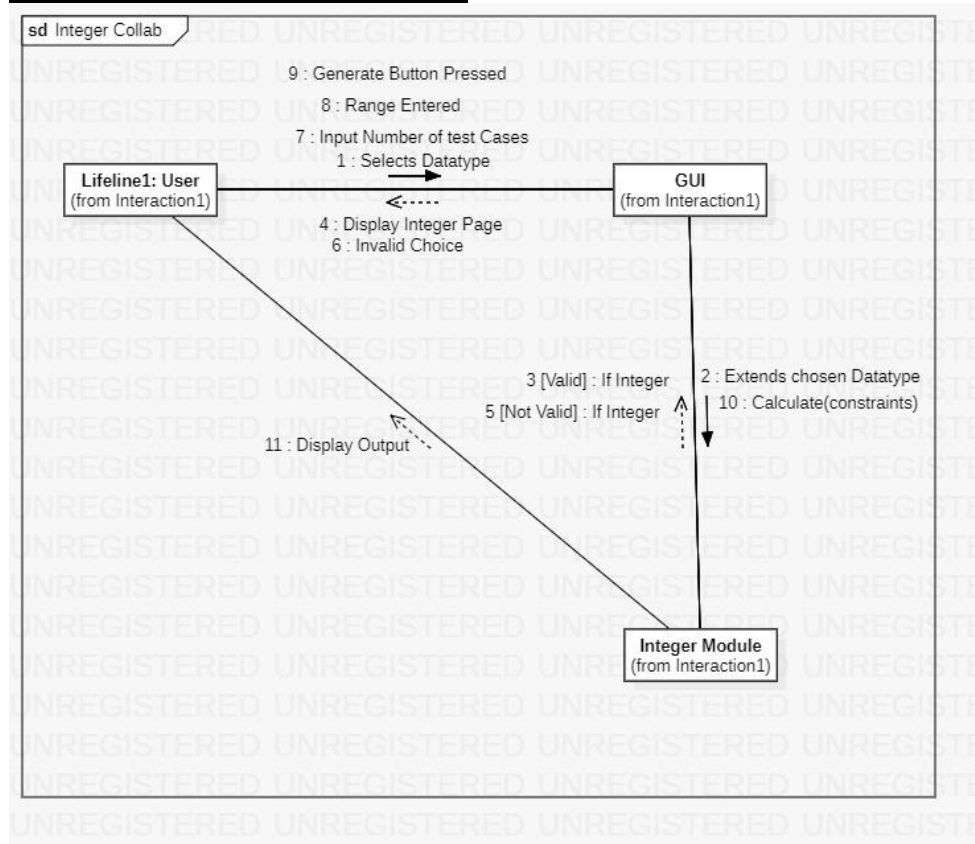 sd Integer Collab
9 : Generate Button Pressed
8 : Range Entered
7 : Input Number of test Cases
1 : Selects Datatype
Lifeline1: User
(from Interaction1)
GUI
(from Interaction1)
4 : Display Integer Page
6 : Invalid Choice
3 [Valid] : If Integer
2 : Extends chosen Datatype
5 [Not Valid] : If Integer
10 : Calculate(constraints)
11 : Display Output
Integer Module
(from Interaction1)
UNREGISTERED UNREGISTERED UNREGISTERED UNREGISTE